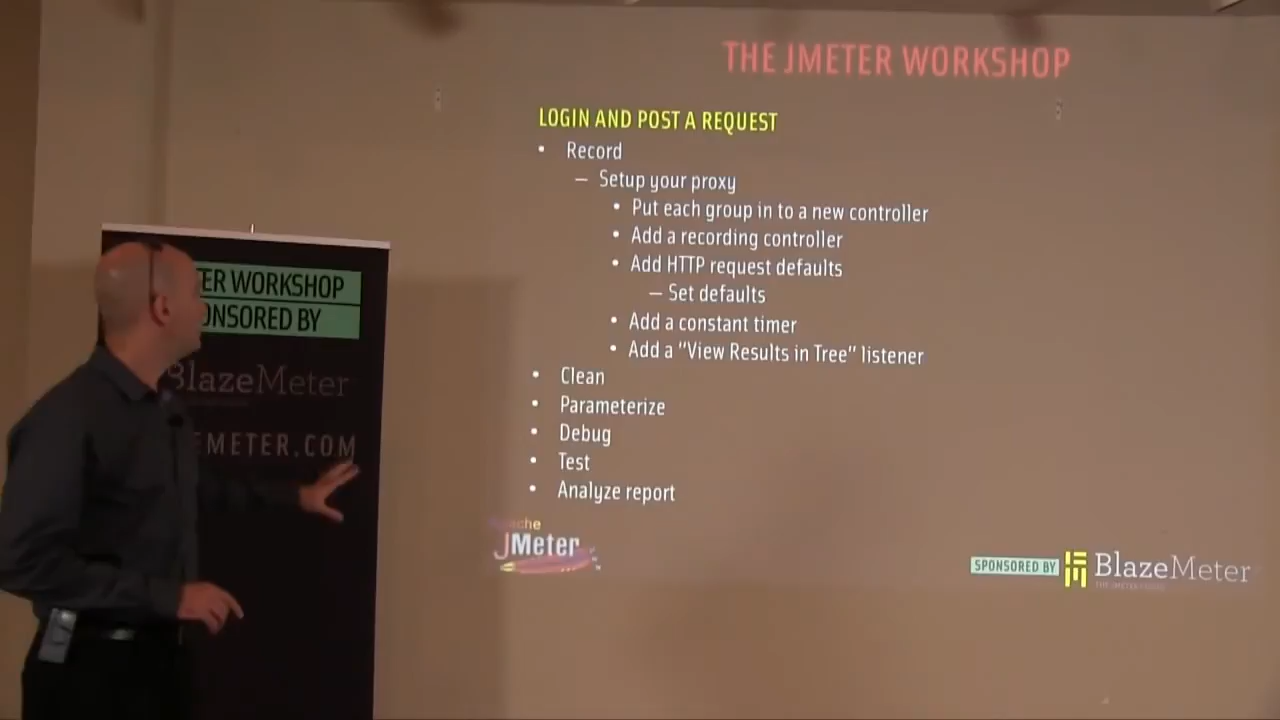 THE JMETER WORKSHOP
LOGIN AND POST A REQUEST
• Record
– Setup your proxy
• Put each group in to a new controller
• Add a recording controller
• Add HTTP request defaults
– Set defaults
• Add a constant timer
• Add a "View Results in Tree" listener
• Clean
• Parameterize
• Debug
• Test
• Analyze report
JMeter
SPONSORED BY
BlazeMeter
TER WORKSHOP
ONSORED BY
BlazeMeter
EMETER.COM